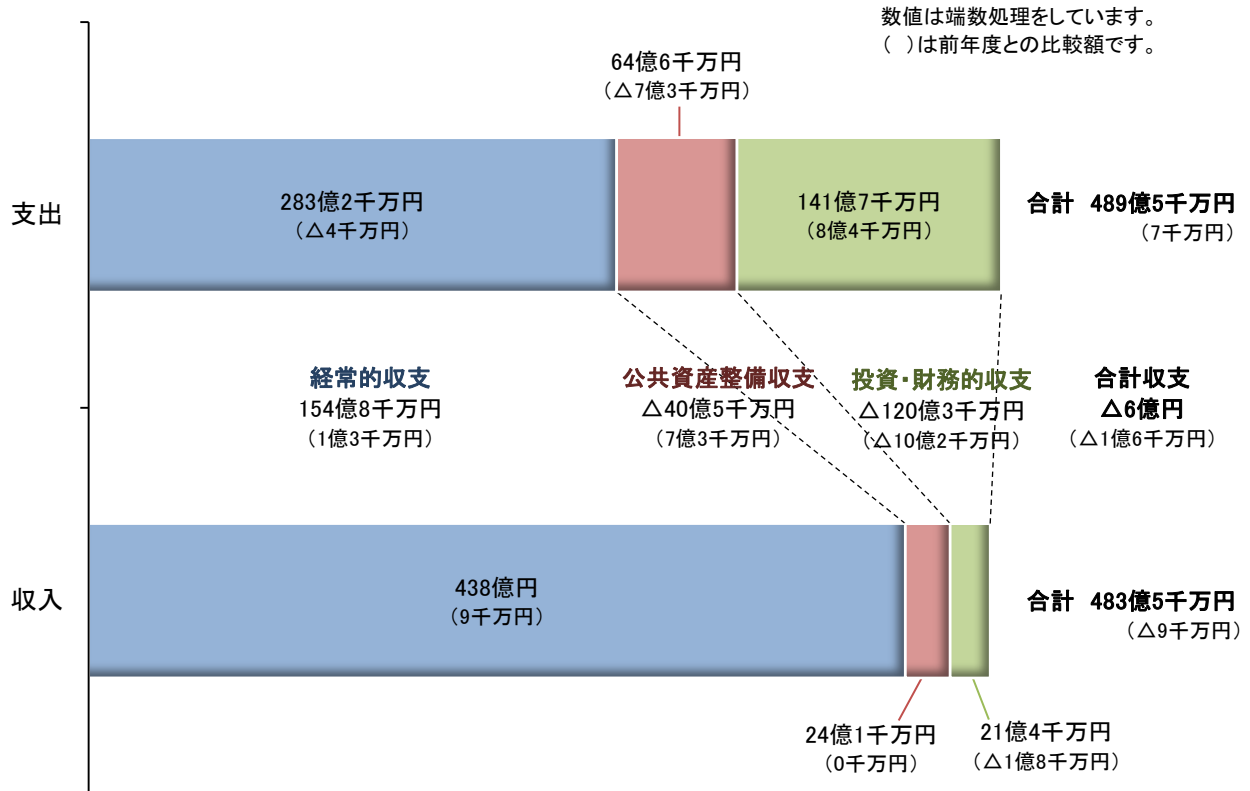 数値は端数処理をしています。
（ ）は前年度との比較額です。
64億6千万円
（△7億3千万円）
支出
283億2千万円
（△4千万円）
141億7千万円
（8億4千万円）
合計 489億5千万円
（7千万円）
経常的収支
154億8千万円
（1億3千万円）
公共資産整備収支
△40億5千万円
（7億3千万円）
投資・財務的収支
△120億3千万円
（△10億2千万円）
合計収支
△6億円
（△1億6千万円）
収入
438億円
（9千万円）
合計 483億5千万円
（△9千万円）
24億1千万円
（0千万円）
21億4千万円
（△1億8千万円）